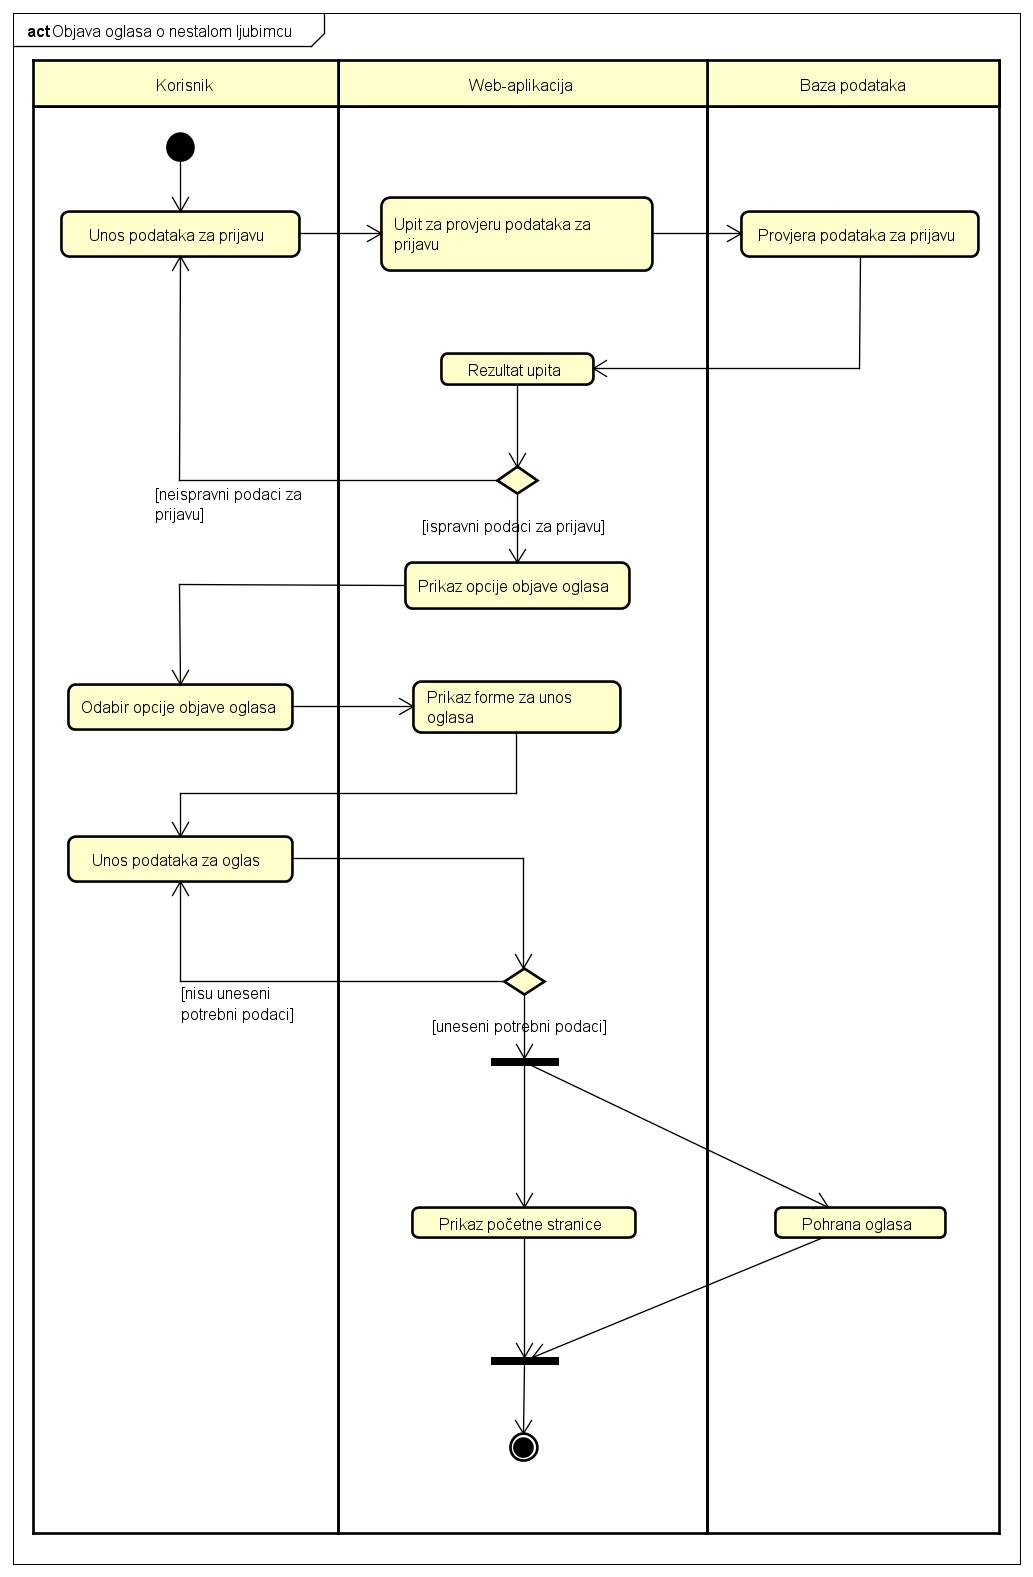 act Objava oglasa o nestalom ljubimcu
Korisnik
Web-aplikacija
Baza podataka
Unos podataka za prijavu
Upit za provjeru podataka za
prijavu
Provjera podataka za prijavu
Rezultat upita
[neispravni podaci za
prijavu]
[ispravni podaci za prijavu]
Prikaz opcije objave oglasa
Odabir opcije objave oglasa
Prikaz forme za unos
oglasa
Unos podataka za oglas
[nisu uneseni
potrebni podaci]
[uneseni potrebni podaci]
Prikaz početne stranice
Pohrana oglasa